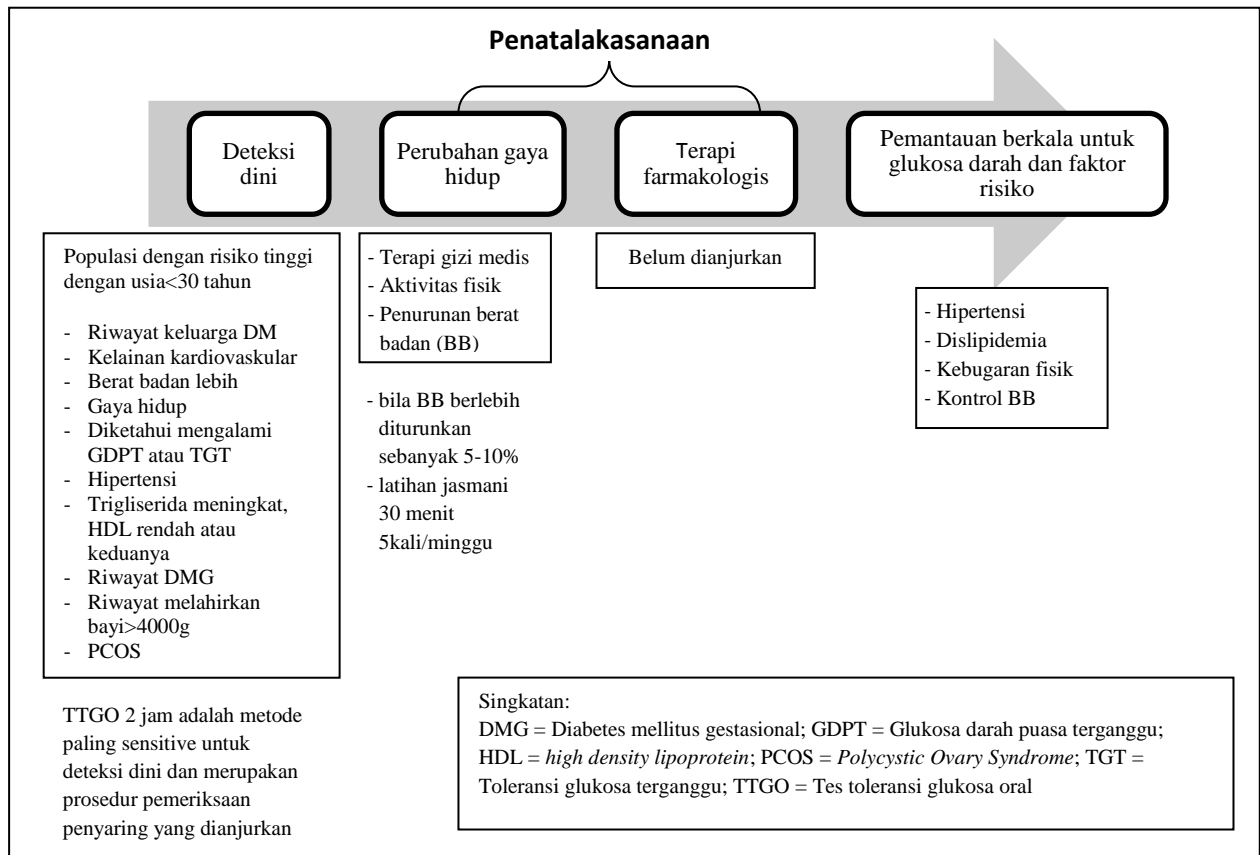 Penatalakasanaan
Deteksi
dini
Perubahan gaya
hidup
Terapi
farmakologis
Pemantauan berkala untuk
glukosa darah dan faktor
risiko
Populasi dengan risiko tinggi
dengan usia<30 tahun
- Riwayat keluarga DM
- Kelainan kardiovaskular
- Berat badan lebih
- Gaya hidup
- Diketahui mengalami
GDPT atau TGT
- Hipertensi
- Trigliserida meningkat,
HDL rendah atau
keduanya
- Riwayat DMG
- Riwayat melahirkan
bayi>4000g
- PCOS
TTGO 2 jam adalah metode
paling sensitive untuk
deteksi dini dan merupakan
prosedur pemeriksaan
penyaring yang dianjurkan
- Terapi gizi medis
- Aktivitas fisik
- Penurunan berat
badan (BB)
- bila BB berlebih
diturunkan
sebanyak 5-10%
- latihan jasmani
30 menit
5kali/minggu
Belum dianjurkan
- Hipertensi
- Dislipidemia
- Kebugaran fisik
- Kontrol BB
Singkatan:
DMG = Diabetes mellitus gestasional; GDPT = Glukosa darah puasa terganggu;
HDL = high density lipoprotein; PCOS = Polycystic Ovary Syndrome; TGT =
Toleransi glukosa terganggu; TTGO = Tes toleransi glukosa oral